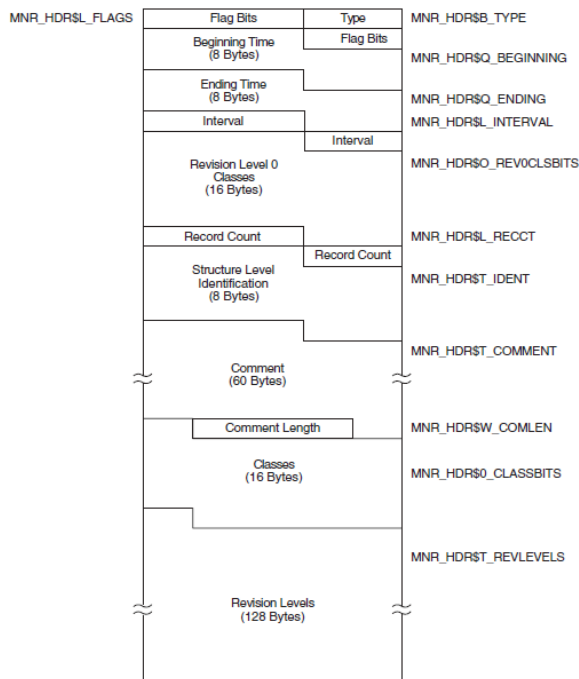 MNR_HDR$L_FLAGS Flag Bits Type MNR_HDR$B_TYPE
Beginning Time Flag Bits
(8 Bytes) MNR_HDR$Q_BEGINNING
Ending Time
(8 Bytes) MNR_HDR$Q_ENDING
Interval MNR_HDR$L_INTERVAL
Interval
Revision Level 0 MNR_HDR$O_REV0CLSBITS
Classes
(16 Bytes)
Record Count MNR_HDR$L_RECCT
Record Count
Structure Level MNR_HDR$T_IDENT
Identification
(8 Bytes)
MNR_HDR$T_COMMENT
Comment
(60 Bytes)
Comment Length MNR_HDR$W_COMLEN
Classes MNR_HDR$0_CLASSBITS
(16 Bytes)
MNR_HDR$T_REVLEVELS
Revision Levels
(128 Bytes)